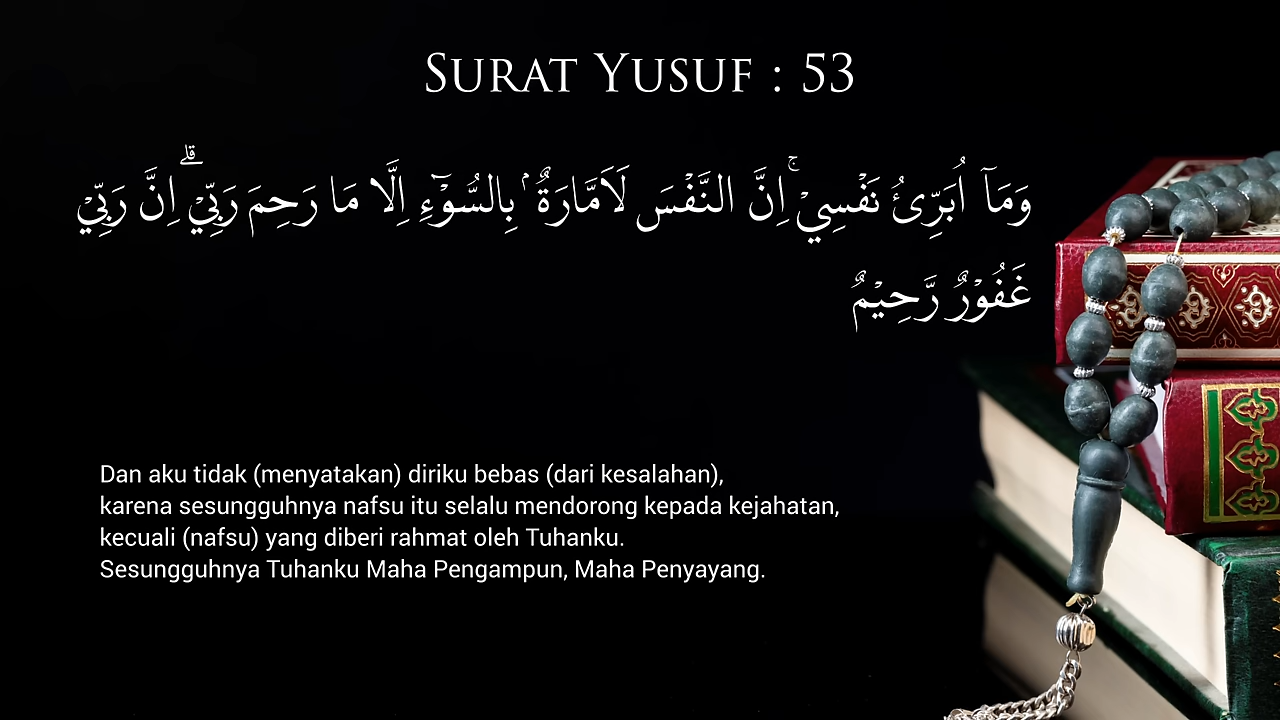 SURAT YUSUF : 53
وَمَآ اُبَرِّئُ نَفْسِيْۚ اِنَّ النَّفْسَ لَاَمَّارَةٌ ۢ بِالسُّوْۤءِ اِلَّا مَا رَحِمَ رَبِّيْۗ اِنَّ رَبِّيْ
غَفُوْرٌ رَّحِيْمٌ
Dan aku tidak (menyatakan) diriku bebas (dari kesalahan),
karena sesungguhnya nafsu itu selalu mendorong kepada kejahatan,
kecuali (nafsu) yang diberi rahmat oleh Tuhanku.
Sesungguhnya Tuhanku Maha Pengampun, Maha Penyayang.